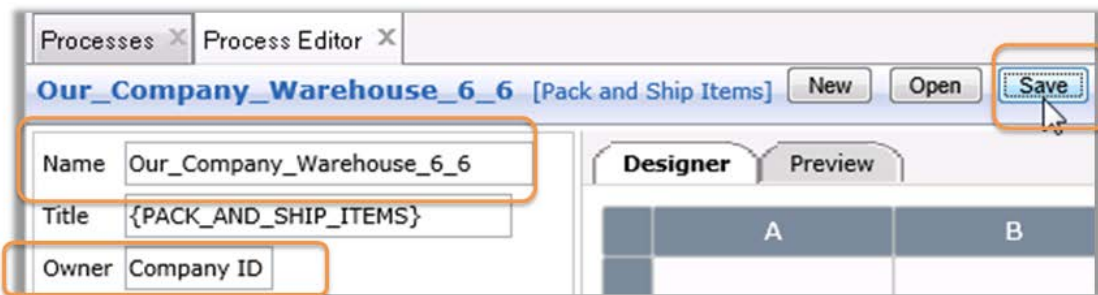 Processes × Process Editor ×
Our_Company_Warehouse_6_6 [Pack and Ship Items] New Open Save
Name Our_Company_Warehouse_6_6
Designer Preview
Title {PACK_AND_SHIP_ITEMS}
A B
Owner Company ID